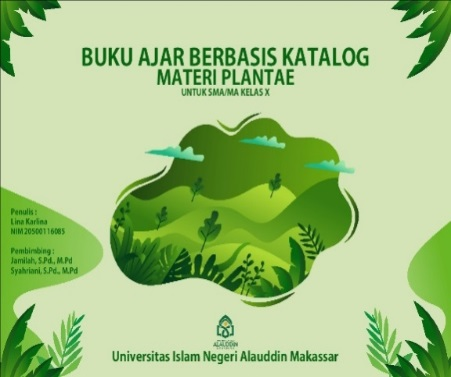 BUKU AJAR BERBASIS KATALOG
MATERI PLANTAE
UNTUK SMA/MA KELAS X
Penulis :
Lina Karlina
NIM 20500116085
Pembimbing :
Jamilah, S.Pd., M.Pd
Syahriani, S.Pd., M.Pd
ALAUDDIN
Universitas Islam Negeri Alauddin Makassar